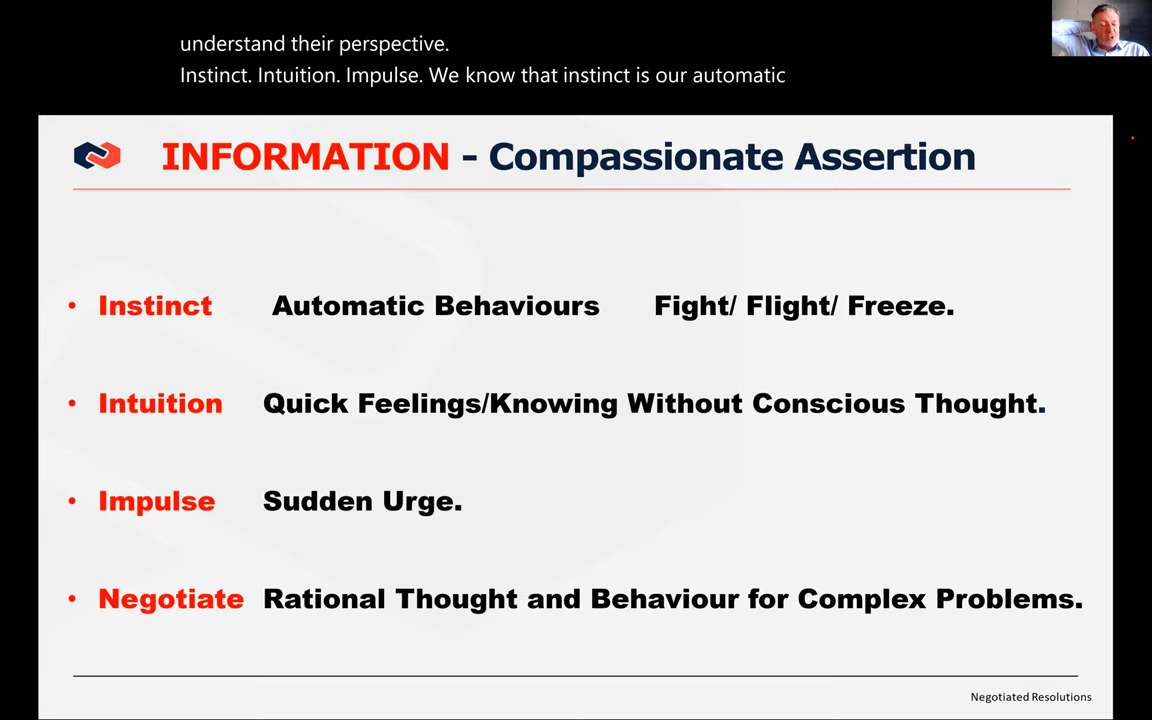 understand their perspective.
Instinct. Intuition. Impulse. We know that instinct is our automatic
INFORMATION - Compassionate Assertion
• Instinct Automatic Behaviours Fight/ Flight/ Freeze.
• Intuition Quick Feelings/Knowing Without Conscious Thought.
• Impulse Sudden Urge.
• Negotiate Rational Thought and Behaviour for Complex Problems.
Negotiated Resolutions